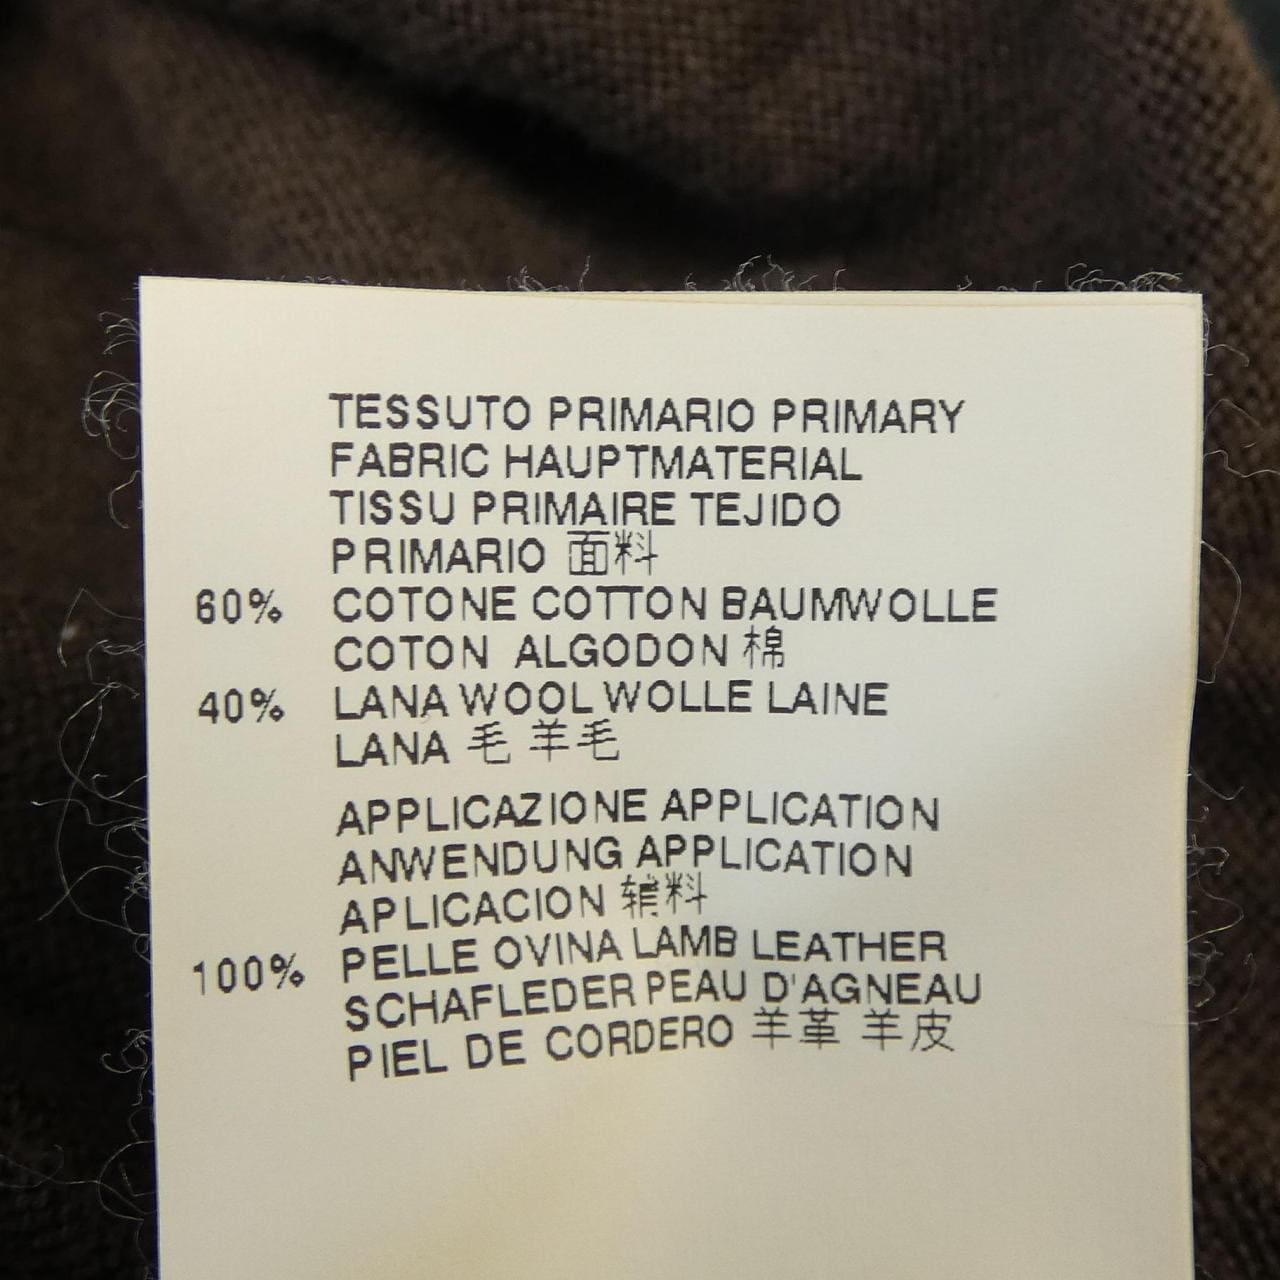 TESSUTO PRIMARIO PRIMARY
FABRIC HAUPTMATERIAL
TISSU PRIMAIRE TEJIDO
PRIMARIO 面料
60% COTONE COTTON BAUMWOLLE
COTON ALGODON 棉
40% LANA WOOL WOLLE LAINE
LANA 毛 羊毛
APPLICAZIONE APPLICATION
ANWENDUNG APPLICATION
APLICACION 辅料
100% PELLE OVINA LAMB LEATHER
SCHAFLEDER PEAU D'AGNEAU
PIEL DE CORDERO 羊革 羊皮